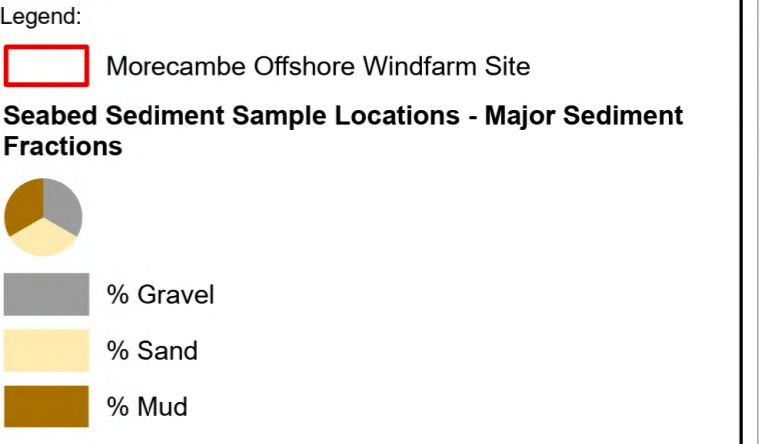 Legend:
Morecambe Offshore Windfarm Site
Seabed Sediment Sample Locations - Major Sediment
Fractions
% Gravel
% Sand
% Mud